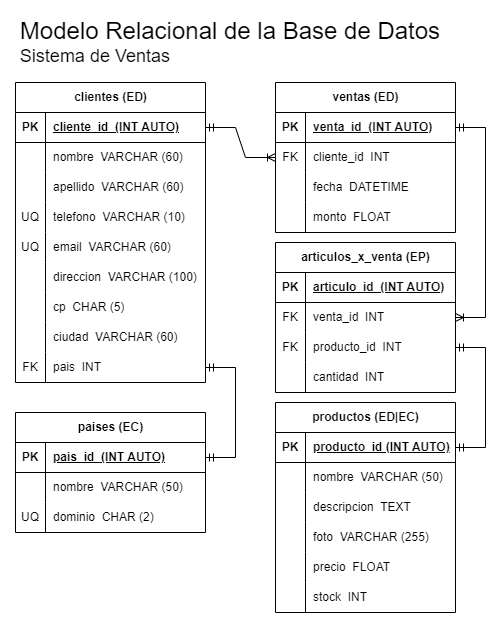 Modelo Relacional de la Base de Datos
Sistema de Ventas
clientes (ED)
PK cliente_id (INT AUTO)
nombre VARCHAR (60)
apellido VARCHAR (60)
UQ telefono VARCHAR (10)
UQ email VARCHAR (60)
direccion VARCHAR (100)
cp CHAR (5)
ciudad VARCHAR (60)
FK pais INT
paises (EC)
PK pais_id (INT AUTO)
nombre VARCHAR (50)
UQ dominio CHAR (2)
ventas (ED)
PK venta_id (INT AUTO)
FK cliente_id INT
fecha DATETIME
monto FLOAT
articulos_x_venta (EP)
PK articulo_id (INT AUTO)
FK venta_id INT
FK producto_id INT
cantidad INT
productos (ED|EC)
PK producto_id (INT AUTO)
nombre VARCHAR (50)
descripcion TEXT
foto VARCHAR (255)
precio FLOAT
stock INT